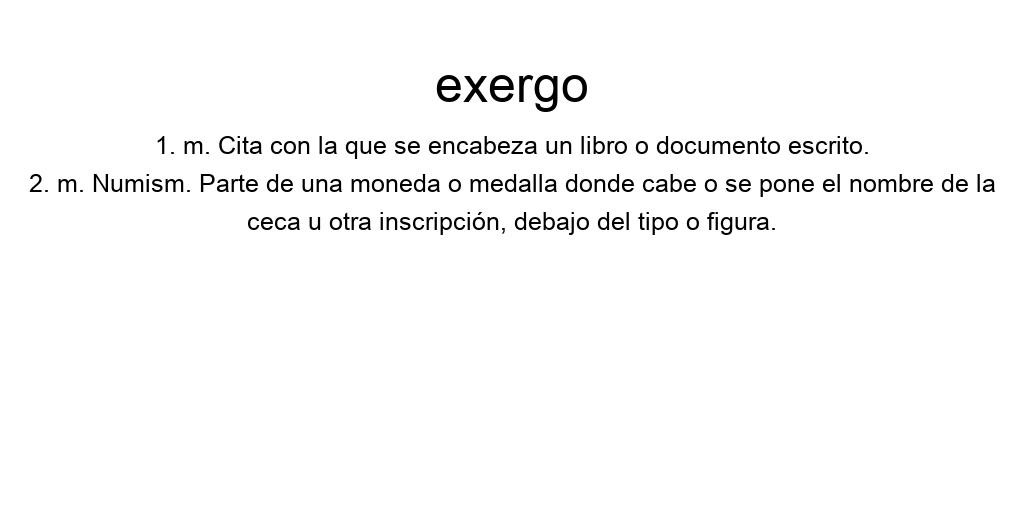 exergo
1. m. Cita con la que se encabeza un libro o documento escrito.
2. m. Numism. Parte de una moneda o medalla donde cabe o se pone el nombre de la
ceca u otra inscripción, debajo del tipo o figura.